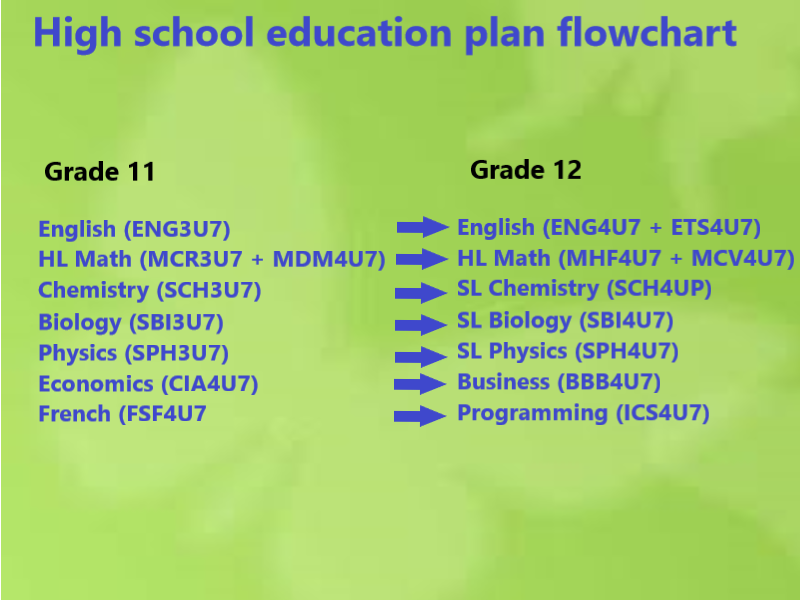 High school education plan flowchart
Grade 11
English (ENG3U7)
HL Math (MCR3U7 + MDM4U7)
Chemistry (SCH3U7)
Biology (SBI3U7)
Physics (SPH3U7)
Economics (CIA4U7)
French (FSF4U7
Grade 12
English (ENG4U7 + ETS4U7)
HL Math (MHF4U7 + MCV4U7)
SL Chemistry (SCH4UP)
SL Biology (SBI4U7)
SL Physics (SPH4U7)
Business (BBB4U7)
Programming (ICS4U7)